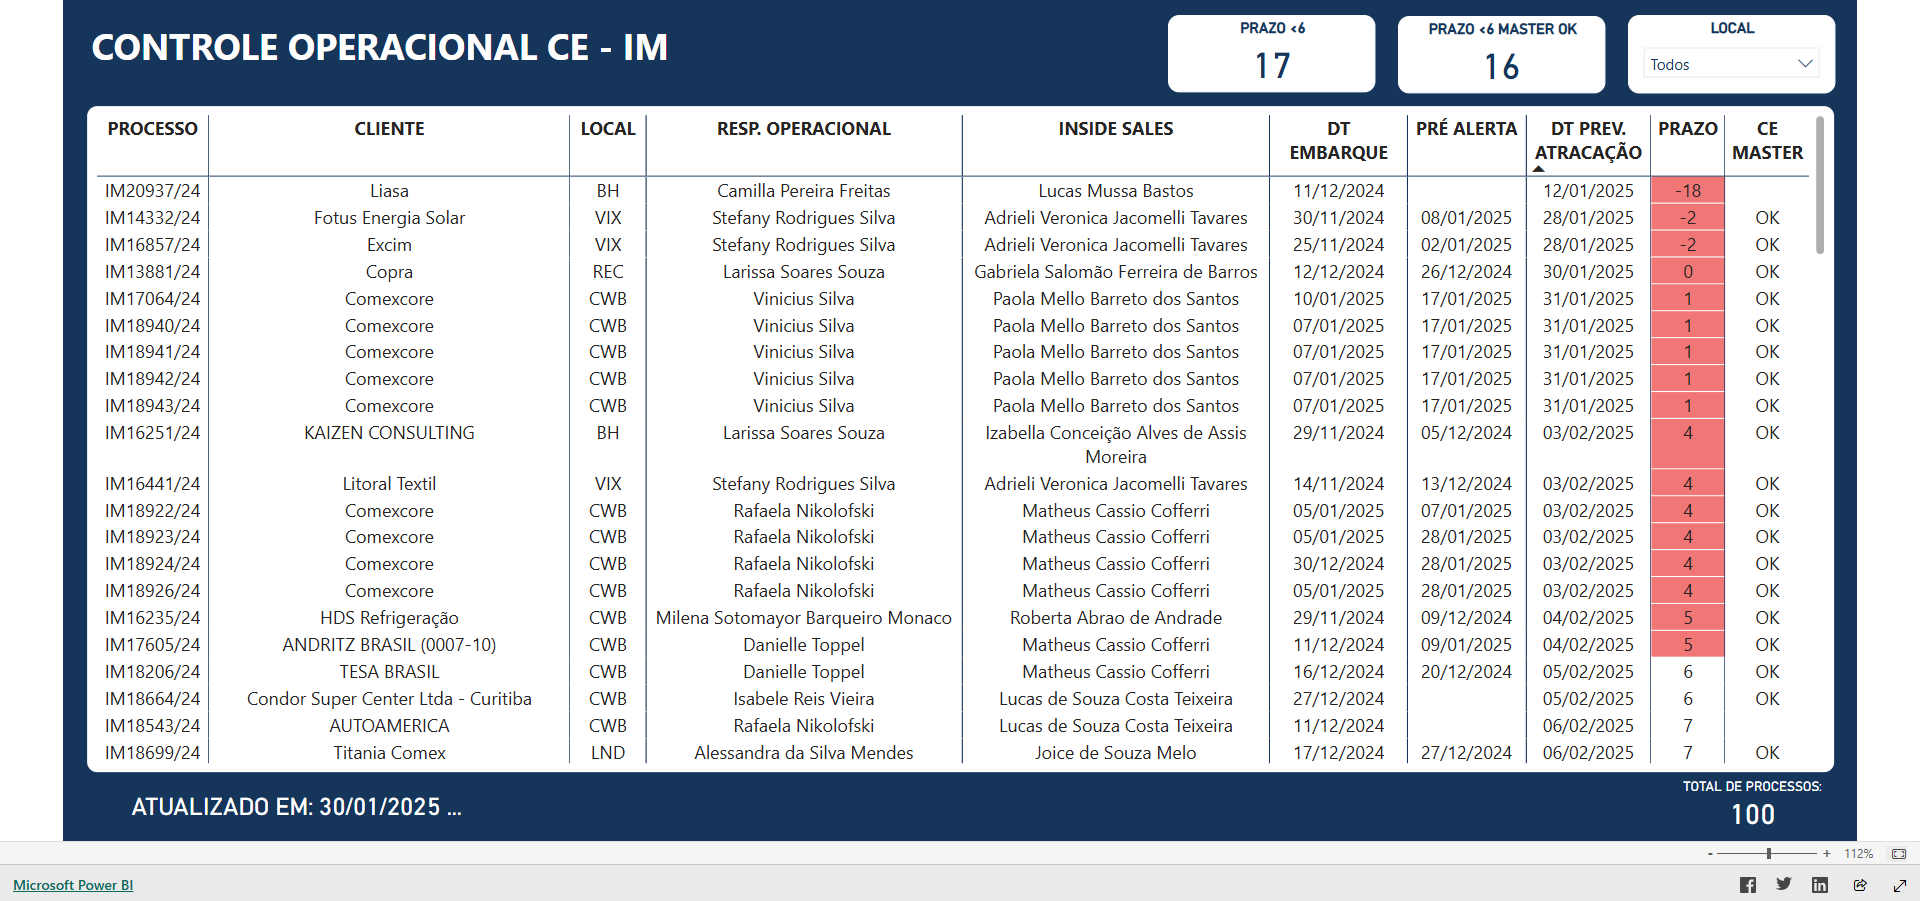 CONTROLE OPERACIONAL CE - IM
PRAZO <6
17
PRAZO <6 MASTER OK
16
LOCAL
Todos
PROCESSO CLIENTE LOCAL RESP. OPERACIONAL INSIDE SALES DT EMBARQUE PRÉ ALERTA DT PREV. ATRACAÇÃO PRAZO CE MASTER
IM20937/24 Liasa BH Camilla Pereira Freitas Lucas Mussa Bastos 11/12/2024 12/01/2025 -18
IM14332/24 Fotus Energia Solar VIX Stefany Rodrigues Silva Adrieli Veronica Jacomelli Tavares 30/11/2024 08/01/2025 28/01/2025 -2 OK
IM16857/24 Excim VIX Stefany Rodrigues Silva Adrieli Veronica Jacomelli Tavares 25/11/2024 02/01/2025 28/01/2025 -2 OK
IM13881/24 Copra REC Larissa Soares Souza Gabriela Salomão Ferreira de Barros 12/12/2024 26/12/2024 30/01/2025 0 OK
IM17064/24 Comexcore CWB Vinicius Silva Paola Mello Barreto dos Santos 10/01/2025 17/01/2025 31/01/2025 1 OK
IM18940/24 Comexcore CWB Vinicius Silva Paola Mello Barreto dos Santos 07/01/2025 17/01/2025 31/01/2025 1 OK
IM18941/24 Comexcore CWB Vinicius Silva Paola Mello Barreto dos Santos 07/01/2025 17/01/2025 31/01/2025 1 OK
IM18942/24 Comexcore CWB Vinicius Silva Paola Mello Barreto dos Santos 07/01/2025 17/01/2025 31/01/2025 1 OK
IM18943/24 Comexcore CWB Vinicius Silva Paola Mello Barreto dos Santos 07/01/2025 17/01/2025 31/01/2025 1 OK
IM16251/24 KAIZEN CONSULTING BH Larissa Soares Souza Izabella Conceição Alves de Assis Moreira 29/11/2024 05/12/2024 03/02/2025 4 OK
IM16441/24 Litoral Textil VIX Stefany Rodrigues Silva Adrieli Veronica Jacomelli Tavares 14/11/2024 13/12/2024 03/02/2025 4 OK
IM18922/24 Comexcore CWB Rafaela Nikolofski Matheus Cassio Cofferri 05/01/2025 07/01/2025 03/02/2025 4 OK
IM18923/24 Comexcore CWB Rafaela Nikolofski Matheus Cassio Cofferri 05/01/2025 28/01/2025 03/02/2025 4 OK
IM18924/24 Comexcore CWB Rafaela Nikolofski Matheus Cassio Cofferri 30/12/2024 28/01/2025 03/02/2025 4 OK
IM18926/24 Comexcore CWB Rafaela Nikolofski Matheus Cassio Cofferri 05/01/2025 28/01/2025 03/02/2025 4 OK
IM16235/24 HDS Refrigeração CWB Milena Sotomayor Barqueiro Monaco Roberta Abrao de Andrade 29/11/2024 09/12/2024 04/02/2025 5 OK
IM17605/24 ANDRITZ BRASIL (0007-10) CWB Danielle Toppel Matheus Cassio Cofferri 11/12/2024 09/01/2025 04/02/2025 5 OK
IM18206/24 TESA BRASIL CWB Danielle Toppel Matheus Cassio Cofferri 16/12/2024 20/12/2024 05/02/2025 6 OK
IM18664/24 Condor Super Center Ltda - Curitiba CWB Isabele Reis Vieira Lucas de Souza Costa Teixeira 27/12/2024 05/02/2025 6 OK
IM18543/24 AUTOAMERICA CWB Rafaela Nikolofski Lucas de Souza Costa Teixeira 11/12/2024 06/02/2025 7
IM18699/24 Titania Comex LND Alessandra da Silva Mendes Joice de Souza Melo 17/12/2024 27/12/2024 06/02/2025 7 OK
ATUALIZADO EM: 30/01/2025 ...
TOTAL DE PROCESSOS:
100
- + 112%
Microsoft Power BI